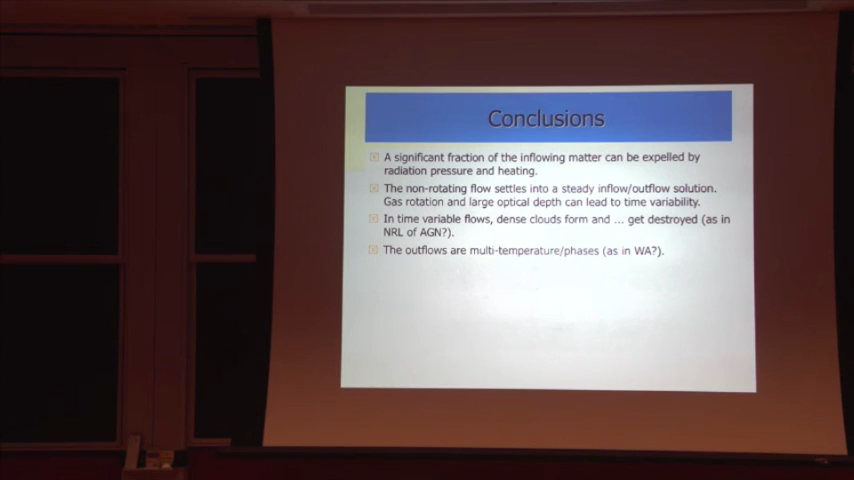 Conclusions
A significant fraction of the inflowing matter can be expelled by
radiation pressure and heating.
The non-rotating flow settles into a steady inflow/outflow solution.
Gas rotation and large optical depth can lead to time variability.
In time variable flows, dense clouds form and ... get destroyed (as in
NRL of AGN?).
The outflows are multi-temperature/phases (as in WA?).